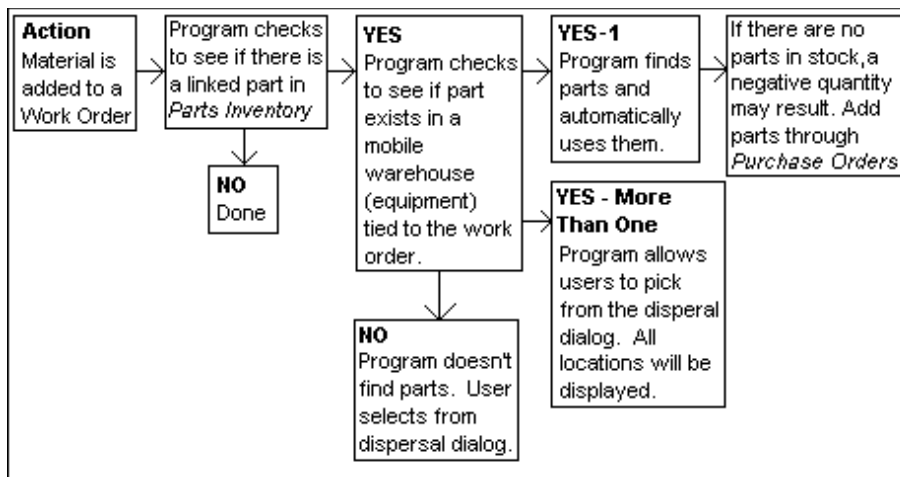 Action
Material is
added to a
Work Order
Program checks
to see if there is
a linked part in
Parts Inventory
NO
Done
YES
Program checks
to see if part
exists in a
mobile
warehouse
(equipment)
tied to the work
order.
NO
Program doesn't
find parts.  User
selects from
dispersal dialog.
YES-1
Program finds
parts and
automatically
uses them.
YES - More
Than One
Program allows
users to pick
from the disperal
dialog.  All
locations will be
displayed.
If there are no
parts in stock,a
negative quantity
may result. Add
parts through
Purchase Orders